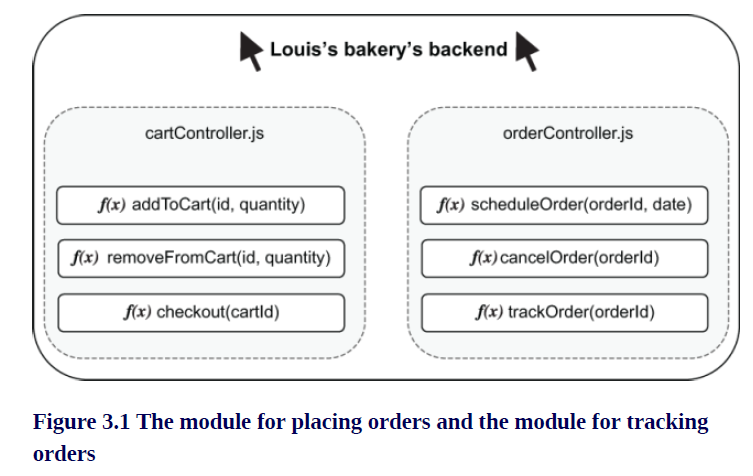 Louis's bakery's backend
cartController.js
f(x) addToCart(id, quantity)
f(x) removeFromCart(id, quantity)
f(x) checkout(cartId)
orderController.js
f(x) scheduleOrder(orderId, date)
f(x) cancelOrder(orderId)
f(x) trackOrder(orderId)
Figure 3.1 The module for placing orders and the module for tracking
orders